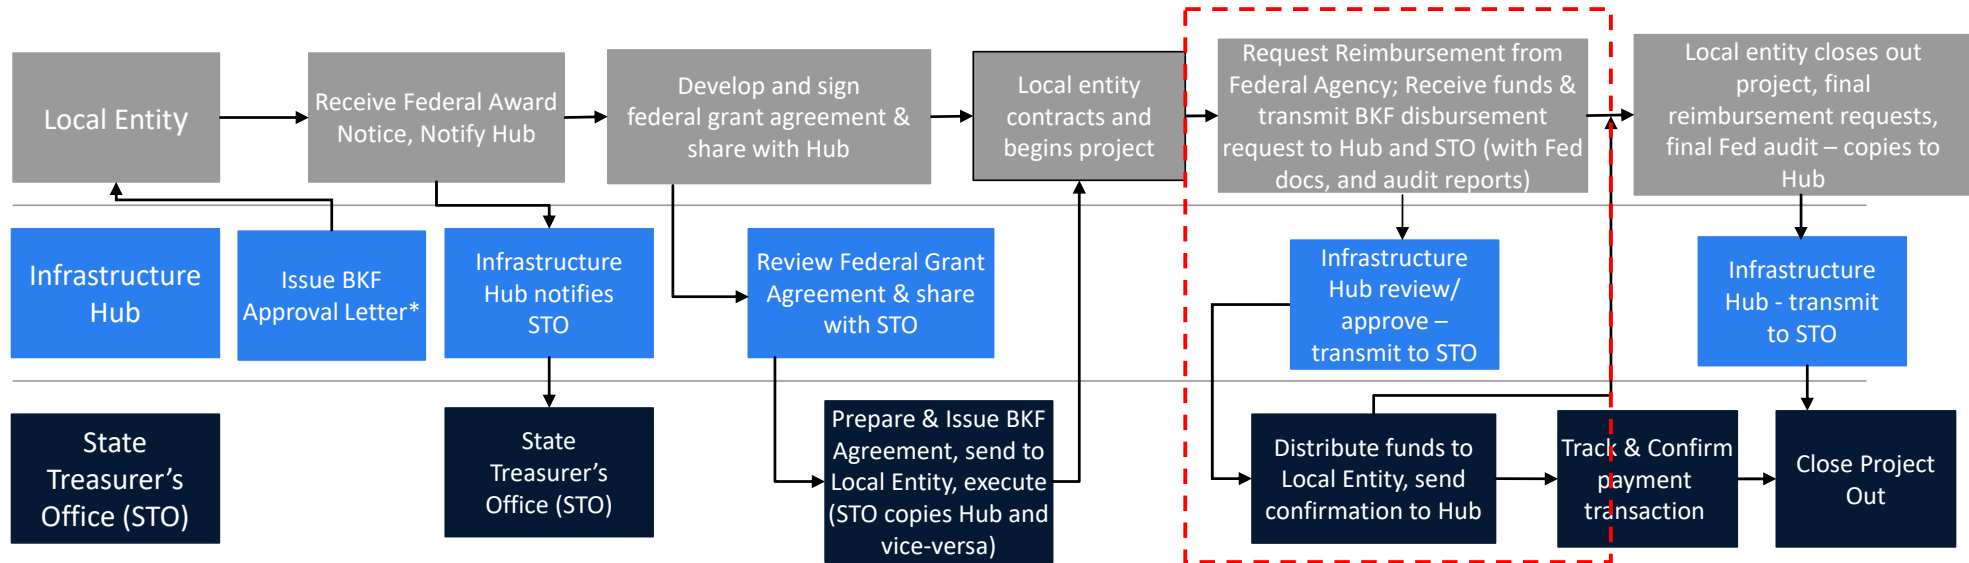 Local Entity
Receive Federal Award
Notice, Notify Hub
Develop and sign
federal grant agreement &
share with Hub
Local entity
contracts and
begins project
Request Reimbursement from
Federal Agency; Receive funds &
transmit BKF disbursement
request to Hub and STO (with Fed
docs, and audit reports)
Local entity closes out
project, final
reimbursement requests,
final Fed audit – copies to
Hub
Infrastructure
Hub
Issue BKF
Approval Letter*
Infrastructure
Hub notifies
STO
Review Federal Grant
Agreement & share
with STO
Infrastructure
Hub review/
approve –
transmit to STO
Infrastructure
Hub - transmit
to STO
State
Treasurer’s
Office (STO)
State
Treasurer’s
Office (STO)
Prepare & Issue BKF
Agreement, send to
Local Entity, execute
(STO copies Hub and
vice-versa)
Distribute funds to
Local Entity, send
confirmation to Hub
Track & Confirm
payment
transaction
Close Project
Out